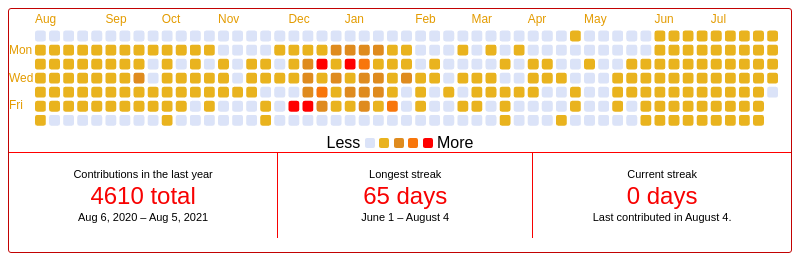 Aug Sep Oct Nov Dec Jan Feb Mar Apr May Jun Jul
Mon
Wed
Fri
Less More
Contributions in the last year
4610 total
Aug 6, 2020 – Aug 5, 2021
Longest streak
65 days
June 1 – August 4
Current streak
0 days
Last contributed in August 4.